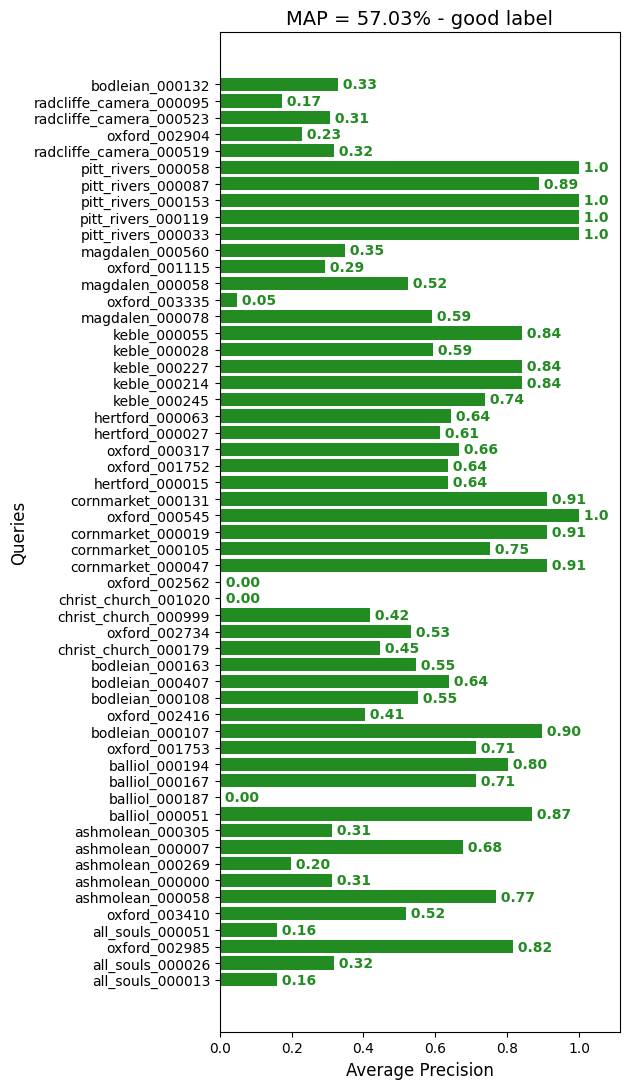 MAP = 57.03% - good label
bodleian_000132 0.33
radcliffe_camera_000095 0.17
radcliffe_camera_000523 0.31
oxford_002904 0.23
radcliffe_camera_000519 0.32
pitt_rivers_000058 1.0
pitt_rivers_000087 0.89
pitt_rivers_000153 1.0
pitt_rivers_000119 1.0
pitt_rivers_000033 1.0
magdalen_000560 0.35
oxford_001115 0.29
magdalen_000058 0.52
oxford_003335 0.05
magdalen_000078 0.59
keble_000055 0.84
keble_000028 0.59
keble_000227 0.84
keble_000214 0.84
keble_000245 0.74
hertford_000063 0.64
hertford_000027 0.61
oxford_000317 0.66
oxford_001752 0.64
hertford_000015 0.64
cornmarket_000131 0.91
oxford_000545 1.0
cornmarket_000019 0.91
cornmarket_000105 0.75
cornmarket_000047 0.91
oxford_002562 0.00
christ_church_001020 0.00
christ_church_000999 0.42
oxford_002734 0.53
christ_church_000179 0.45
bodleian_000163 0.55
bodleian_000407 0.64
bodleian_000108 0.55
oxford_002416 0.41
bodleian_000107 0.90
oxford_001753 0.71
balliol_000194 0.80
balliol_000167 0.71
balliol_000187 0.00
balliol_000051 0.87
ashmolean_000305 0.31
ashmolean_000007 0.68
ashmolean_000269 0.20
ashmolean_000000 0.31
ashmolean_000058 0.77
oxford_003410 0.52
all_souls_000051 0.16
oxford_002985 0.82
all_souls_000026 0.32
all_souls_000013 0.16
Queries
0.0 0.2 0.4 0.6 0.8 1.0
Average Precision